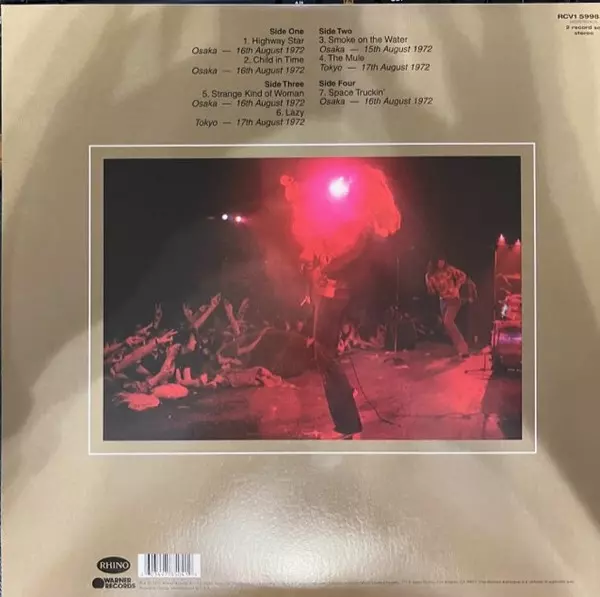 RCV1 5998
2 record se
stereo
Side One
1. Highway Star
Osaka — 16th August 1972
2. Child in Time
Osaka — 16th August 1972
Side Two
3. Smoke on the Water
Osaka — 15th August 1972
4. The Mule
Tokyo — 17th August 1972
Side Three
5. Strange Kind of Woman
Osaka — 16th August 1972
6. Lazy
Tokyo — 17th August 1972
Side Four
7. Space Truckin'
Osaka — 16th August 1972
RHINO
WARNER
RECORDS